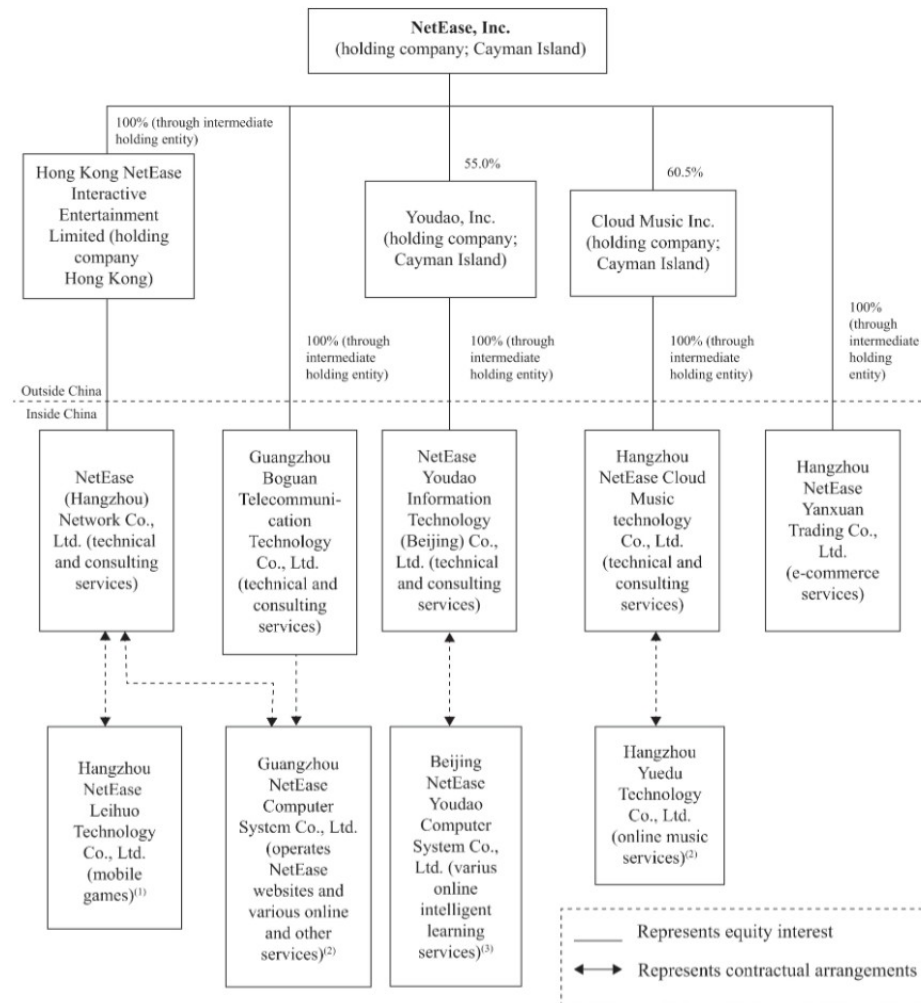 NetEase, Inc.
(holding company; Cayman Island)
100% (through intermediate
holding entity)
Hong Kong NetEase
Interactive
Entertainment
Limited (holding
company
Hong Kong)
55.0%
Youdao, Inc.
(holding company;
Cayman Island)
60.5%
Cloud Music Inc.
(holding company;
Cayman Island)
100% (through
intermediate
holding entity)
100% (through
intermediate
holding entity)
100% (through
intermediate
holding entity)
100%
(through
intermediate
holding
entity)
Outside China
Inside China
NetEase
(Hangzhou)
Network Co.,
Ltd. (technical
and consulting
services)
Guangzhou
Boguan
Telecommuni-
cation
Technology
Co., Ltd.
(technical and
consulting
services)
NetEase
Youdao
Information
Technology
(Beijing) Co.,
Ltd. (technical
and consulting
services)
Hangzhou
NetEase Cloud
Music
technology
Co., Ltd.
(technical and
consulting
services)
Hangzhou
NetEase
Yanxuan
Trading Co.,
Ltd.
(e-commerce
services)
Hangzhou
NetEase
Leihuo
Technology
Co., Ltd.
(mobile
games)(1)
Guangzhou
NetEase
Computer
System Co., Ltd.
(operates
NetEase
websites and
various online
and other
services)(2)
Beijing
NetEase
Youdao
Computer
System Co.,
Ltd. (varius
online
intelligent
learning
services)(3)
Hangzhou
Yuedu
Technology
Co., Ltd.
(online music
services)(2)
Represents equity interest
Represents contractual arrangements